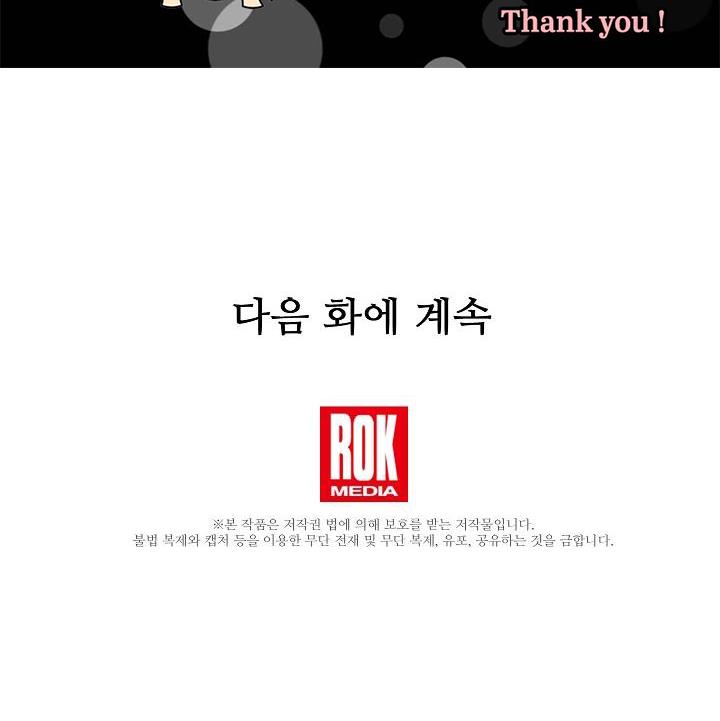 Thank you !
다음 화에 계속
ROK
MEDIA
※본 작품은 저작권 법에 의해 보호를 받는 저작물입니다.
불법 복제와 캡처 등을 이용한 무단 전재 및 무단 복제, 유포, 공유하는 것을 금합니다.